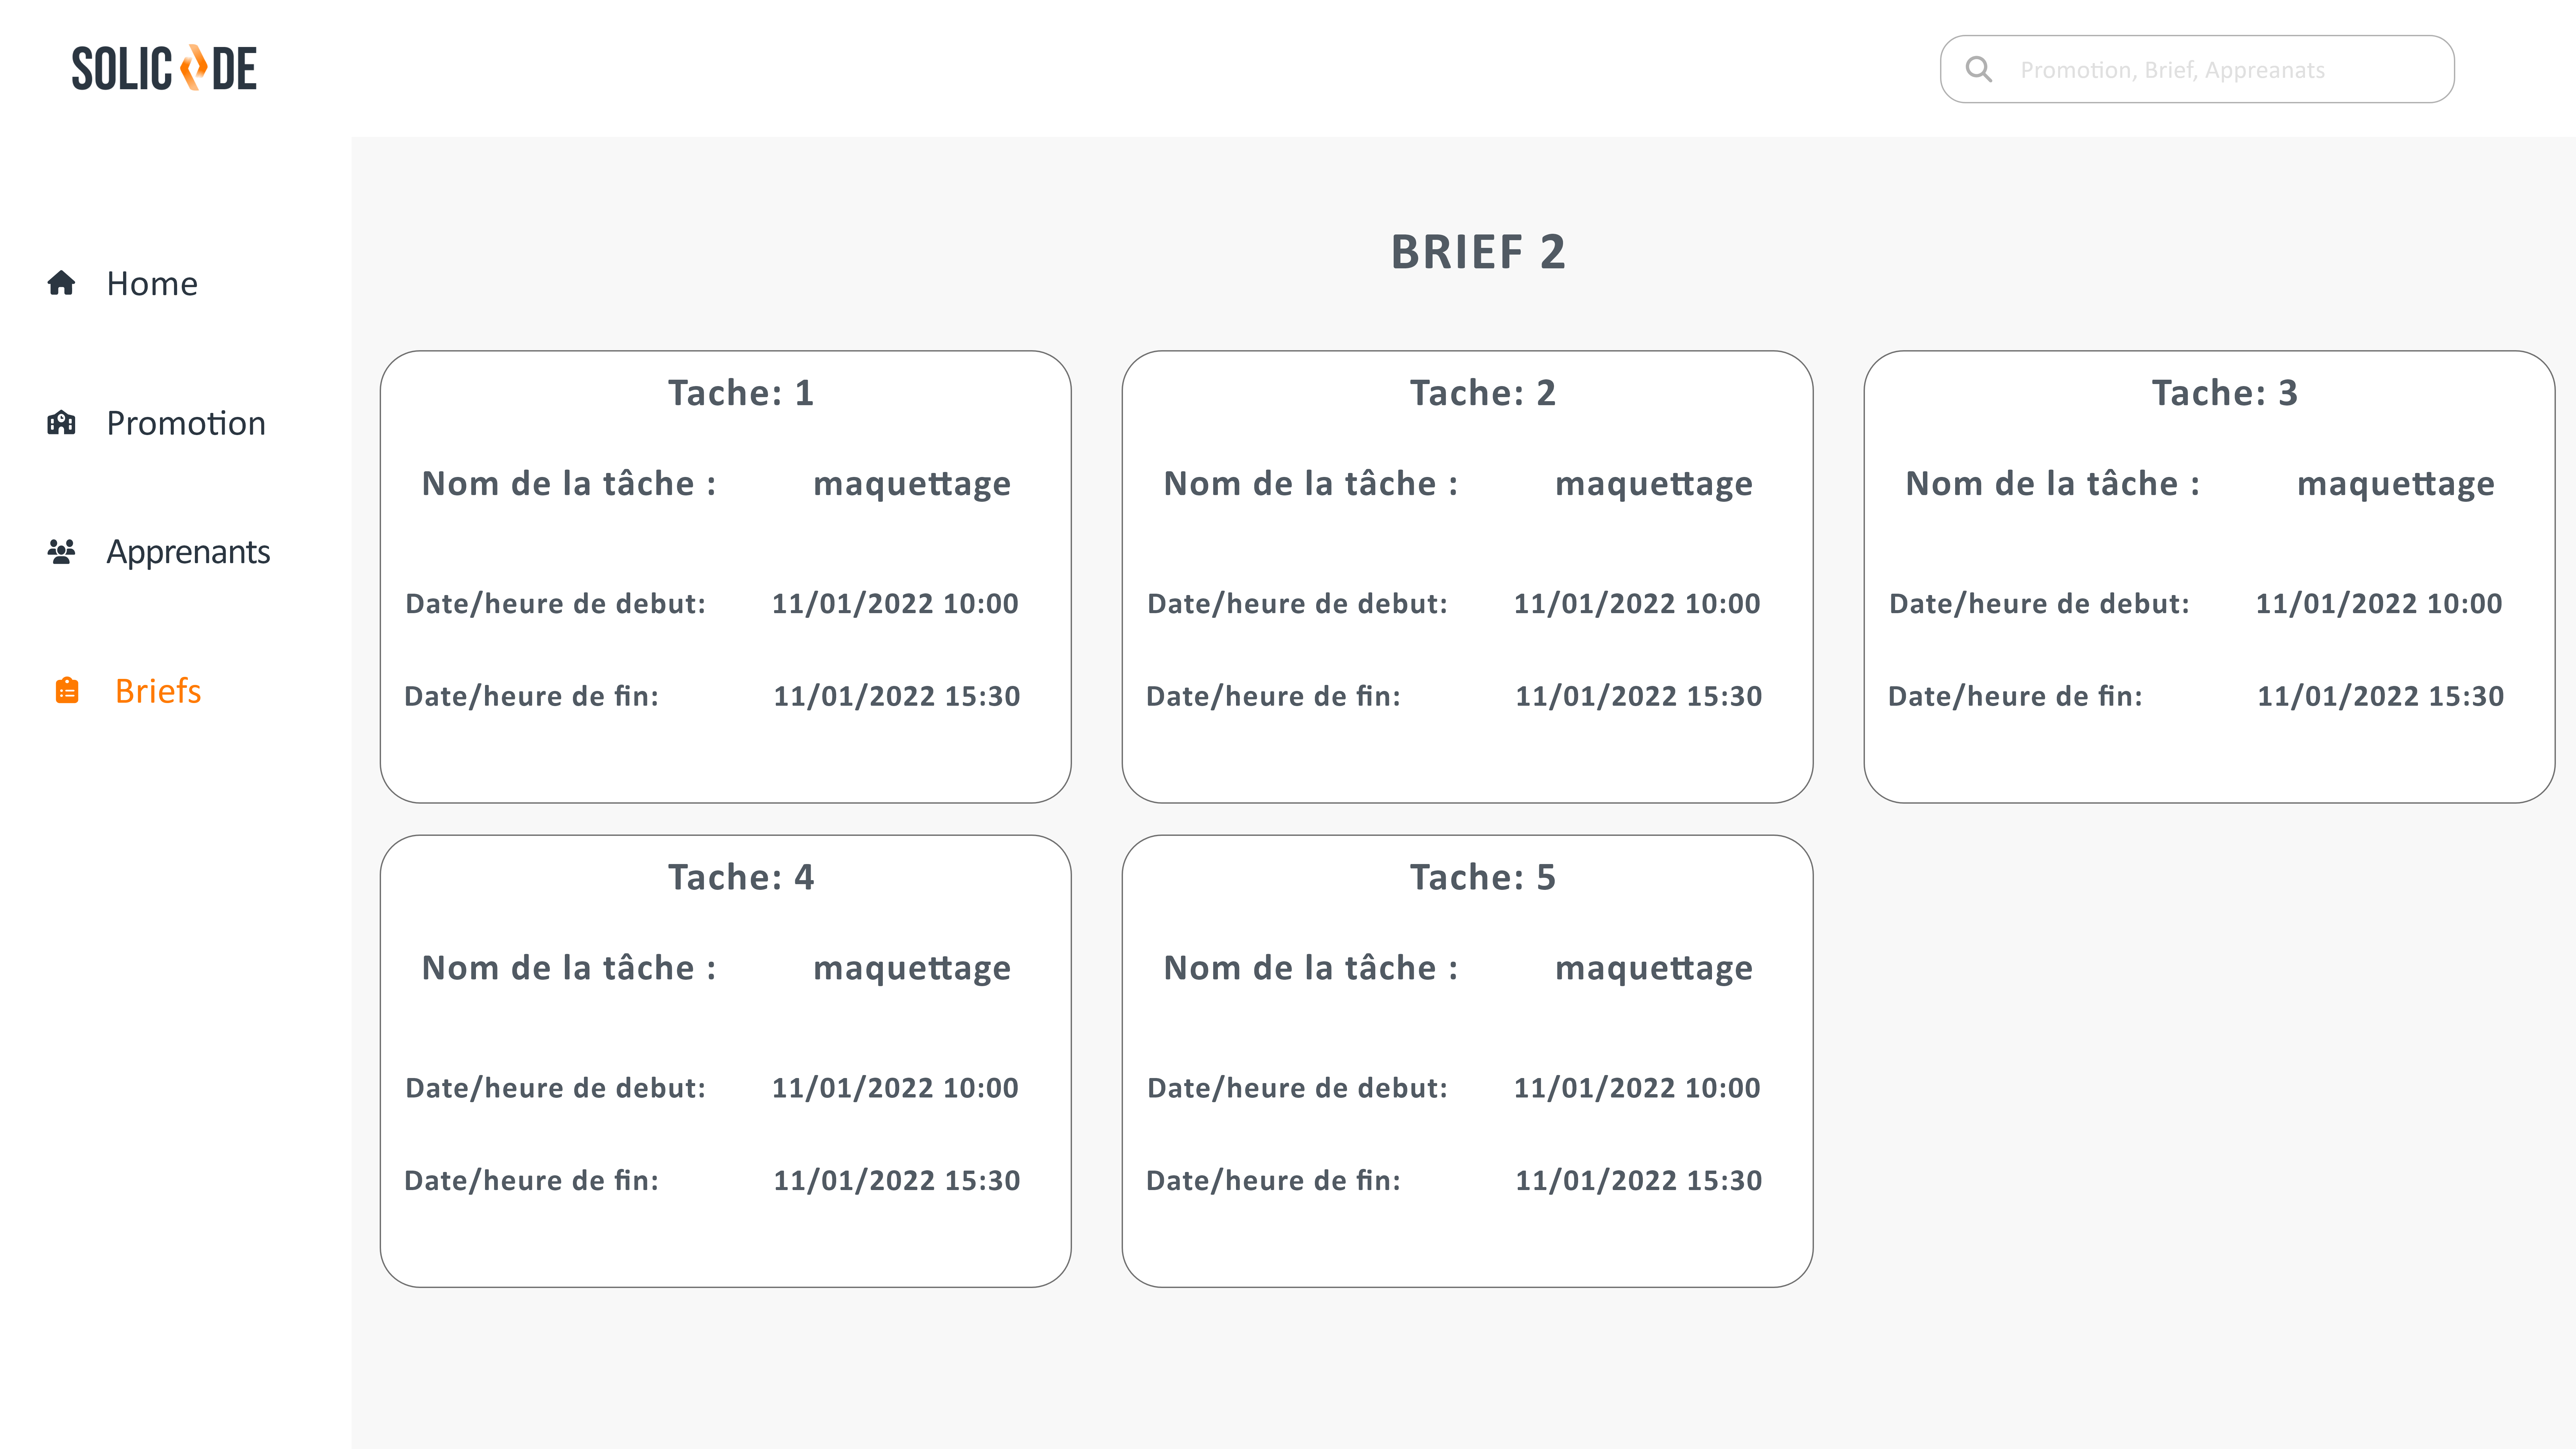 SOLICODE
Promotion, Brief, Appreanats
Home
Promotion
Apprenants
Briefs
BRIEF 2
Tache: 1
Nom de la tâche : maquettage
Date/heure de debut: 11/01/2022 10:00
Date/heure de fin: 11/01/2022 15:30
Tache: 2
Nom de la tâche : maquettage
Date/heure de debut: 11/01/2022 10:00
Date/heure de fin: 11/01/2022 15:30
Tache: 3
Nom de la tâche : maquettage
Date/heure de debut: 11/01/2022 10:00
Date/heure de fin: 11/01/2022 15:30
Tache: 4
Nom de la tâche : maquettage
Date/heure de debut: 11/01/2022 10:00
Date/heure de fin: 11/01/2022 15:30
Tache: 5
Nom de la tâche : maquettage
Date/heure de debut: 11/01/2022 10:00
Date/heure de fin: 11/01/2022 15:30